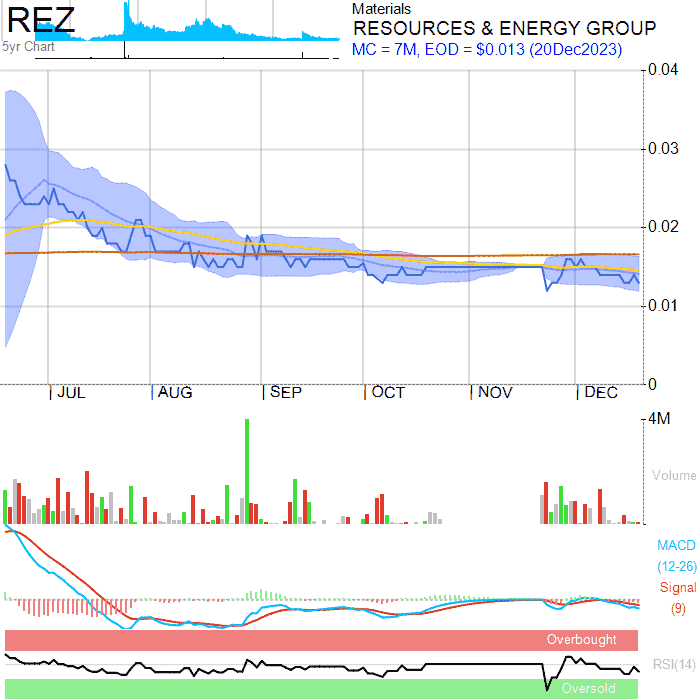 REZ
5yr Chart
Materials
RESOURCES & ENERGY GROUP
MC = 7M, EOD = $0.013 (20Dec2023)
0.04
0.03
0.02
0.01
0
JUL AUG SEP OCT NOV DEC
4M
Volume
MACD
(12-26)
Signal
(9)
Overbought
RSI(14)
Oversold